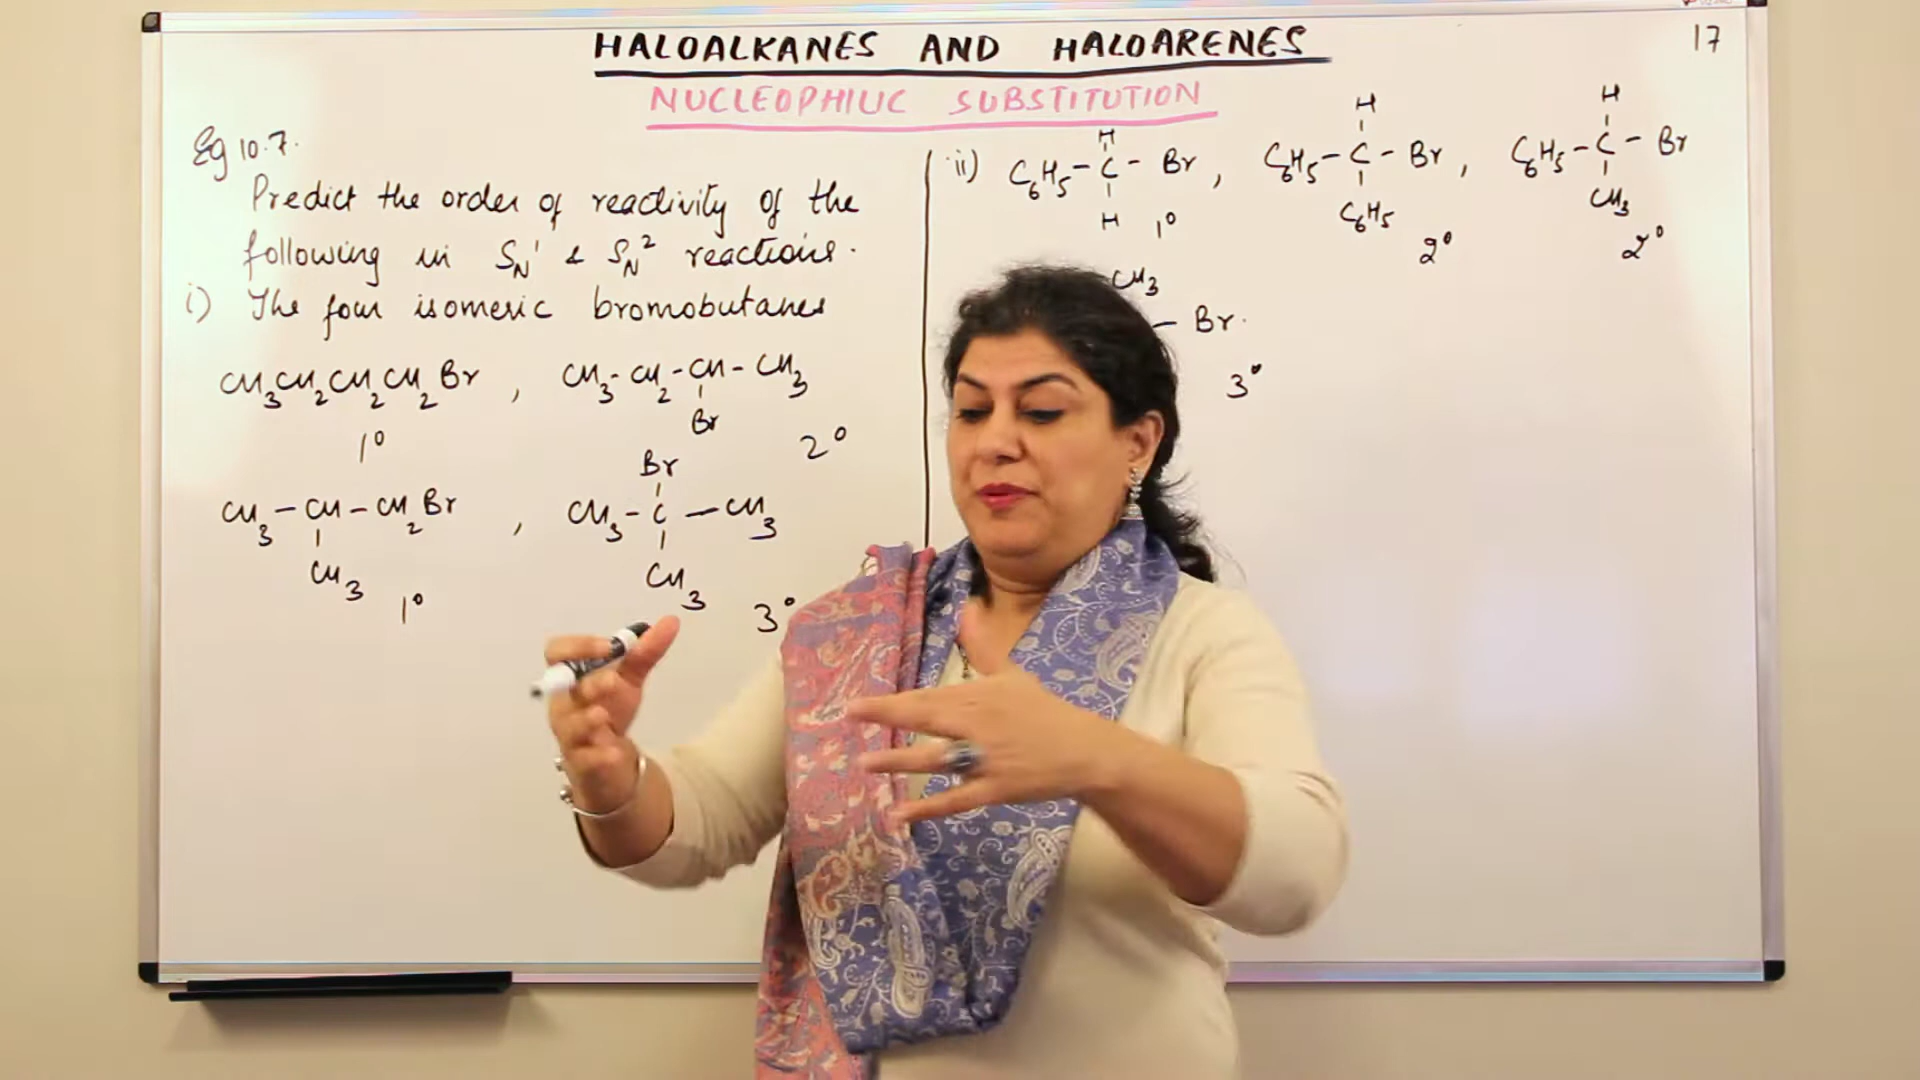 HALOALKANES AND HALOARENES
17
NUCLEOPHILIC SUBSTITUTION
Eg 10.7.
Predict the order of reactivity of the
following in SN1 & SN2 reactions.
i) The four isomeric bromobutanes
CH3CH2CH2CH2Br , CH3-CH2-CH-CH3
Br
1° 2°
Br
CH3-CH-CH2Br , CH3-C-CH3
CH3 CH3
1° 3°
H H H
ii) C6H5-C-Br , C6H5-C-Br , C6H5-C-Br
H C6H5 CH3
1° 2° 2°
CH3
-Br.
3°